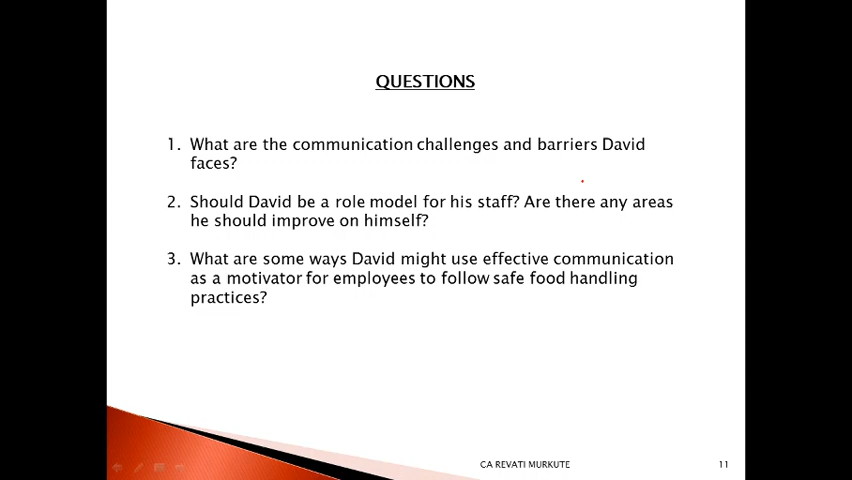 QUESTIONS
1. What are the communication challenges and barriers David
faces?
2. Should David be a role model for his staff? Are there any areas
he should improve on himself?
3. What are some ways David might use effective communication
as a motivator for employees to follow safe food handling
practices?
CA REVATI MURKUTE
11